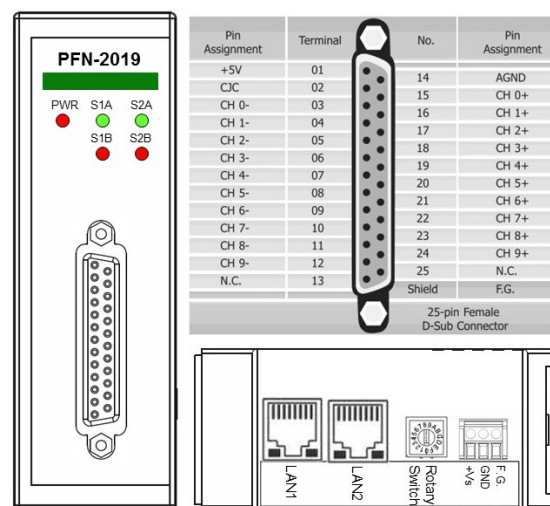 PFN-2019
PWR S1A S2A
S1B S2B
Pin Assignment Terminal No. Pin Assignment
+5V 01
14 AGND
CJC 02
15 CH 0+
CH 0- 03
16 CH 1+
CH 1- 04
17 CH 2+
CH 2- 05
18 CH 3+
CH 3- 06
19 CH 4+
CH 4- 07
20 CH 5+
CH 5- 08
21 CH 6+
CH 6- 09
22 CH 7+
CH 7- 10
23 CH 8+
CH 8- 11
24 CH 9+
CH 9- 12
25 N.C.
N.C. 13
Shield F.G.
25-pin Female
D-Sub Connector
LAN1
LAN2
Rotary
Switch
F.G.
GND
+Vs